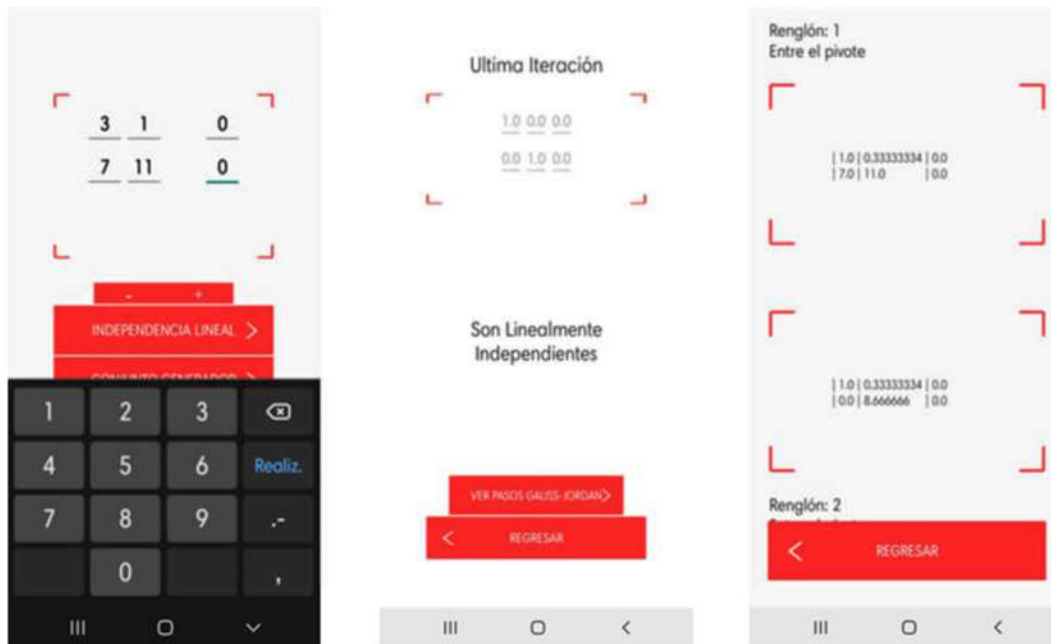 3 1 0
7 11 0
- +
INDEPENDENCIA LINEAL >
CONJUNTO GENERADOR >
1 2 3
4 5 6 Realiz.
7 8 9 .-
0 ,
Ultima Iteración
1.0 0.0 0.0
0.0 1.0 0.0
Son Linealmente
Independientes
VER PASOS GAUSS-JORDAN>
< REGRESAR
Renglón: 1
Entre el pivote
| 1.0 | 0.33333334 | 0.0
| 7.0 | 11.0 | 0.0
| 1.0 | 0.33333334 | 0.0
| 0.0 | 8.666666 | 0.0
Renglón: 2
< REGRESAR